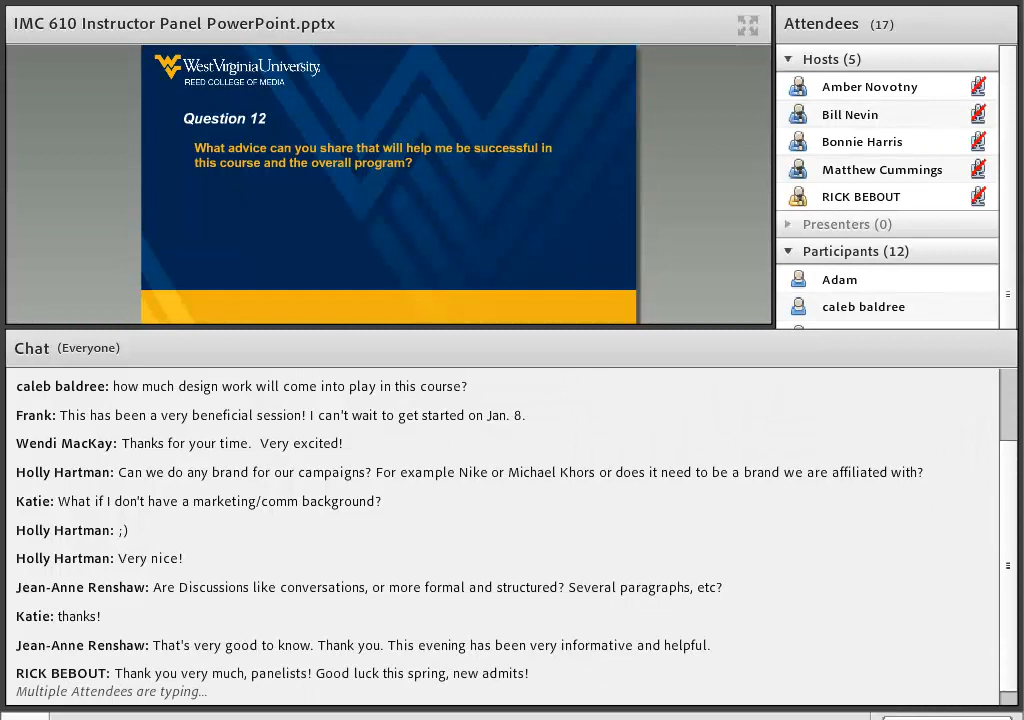 IMC 610 Instructor Panel PowerPoint.pptx
WestVirginiaUniversity.
REED COLLEGE OF MEDIA
Question 12
What advice can you share that will help me be successful in
this course and the overall program?
Attendees (17)
Hosts (5)
Amber Novotny
Bill Nevin
Bonnie Harris
Matthew Cummings
RICK BEBOUT
Presenters (0)
Participants (12)
Adam
caleb baldree
Chat (Everyone)
caleb baldree: how much design work will come into play in this course?
Frank: This has been a very beneficial session! I can't wait to get started on Jan. 8.
Wendi MacKay: Thanks for your time. Very excited!
Holly Hartman: Can we do any brand for our campaigns? For example Nike or Michael Khors or does it need to be a brand we are affiliated with?
Katie: What if I don't have a marketing/comm background?
Holly Hartman: ;)
Holly Hartman: Very nice!
Jean-Anne Renshaw: Are Discussions like conversations, or more formal and structured? Several paragraphs, etc?
Katie: thanks!
Jean-Anne Renshaw: That's very good to know. Thank you. This evening has been very informative and helpful.
RICK BEBOUT: Thank you very much, panelists! Good luck this spring, new admits!
Multiple Attendees are typing...